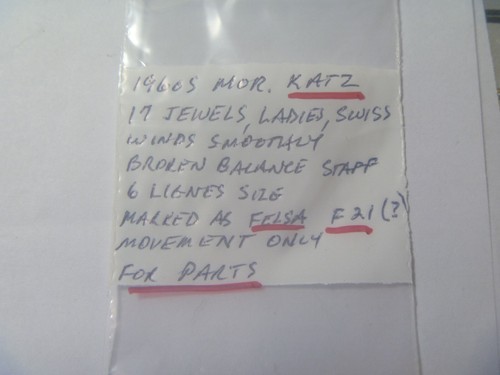 1960S MOR. KATZ
17 JEWELS, LADIES, SWISS
WINDS SMOOTHLY
BROKEN BALANCE STAFF
6 LIGNES SIZE
MARKED AS FELSA F21(?)
MOVEMENT ONLY
FOR PARTS